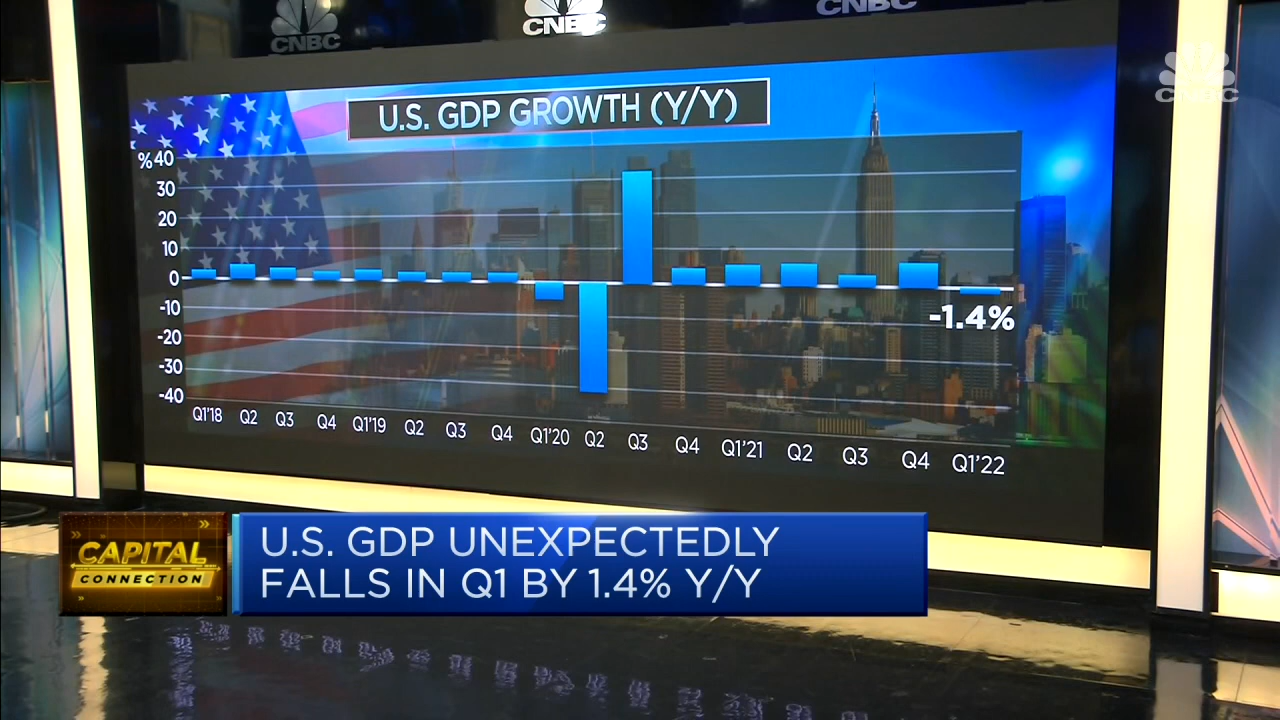 CNBC
CNBC
CNBC
CNBC
U.S. GDP GROWTH (Y/Y)
%40
30
20
10
0
-10
-20
-30
-40
-1.4%
Q1'18 Q2 Q3 Q4 Q1'19 Q2 Q3 Q4 Q1'20 Q2 Q3 Q4 Q1'21 Q2 Q3 Q4 Q1'22
CAPITAL
CONNECTION
U.S. GDP UNEXPECTEDLY
FALLS IN Q1 BY 1.4% Y/Y